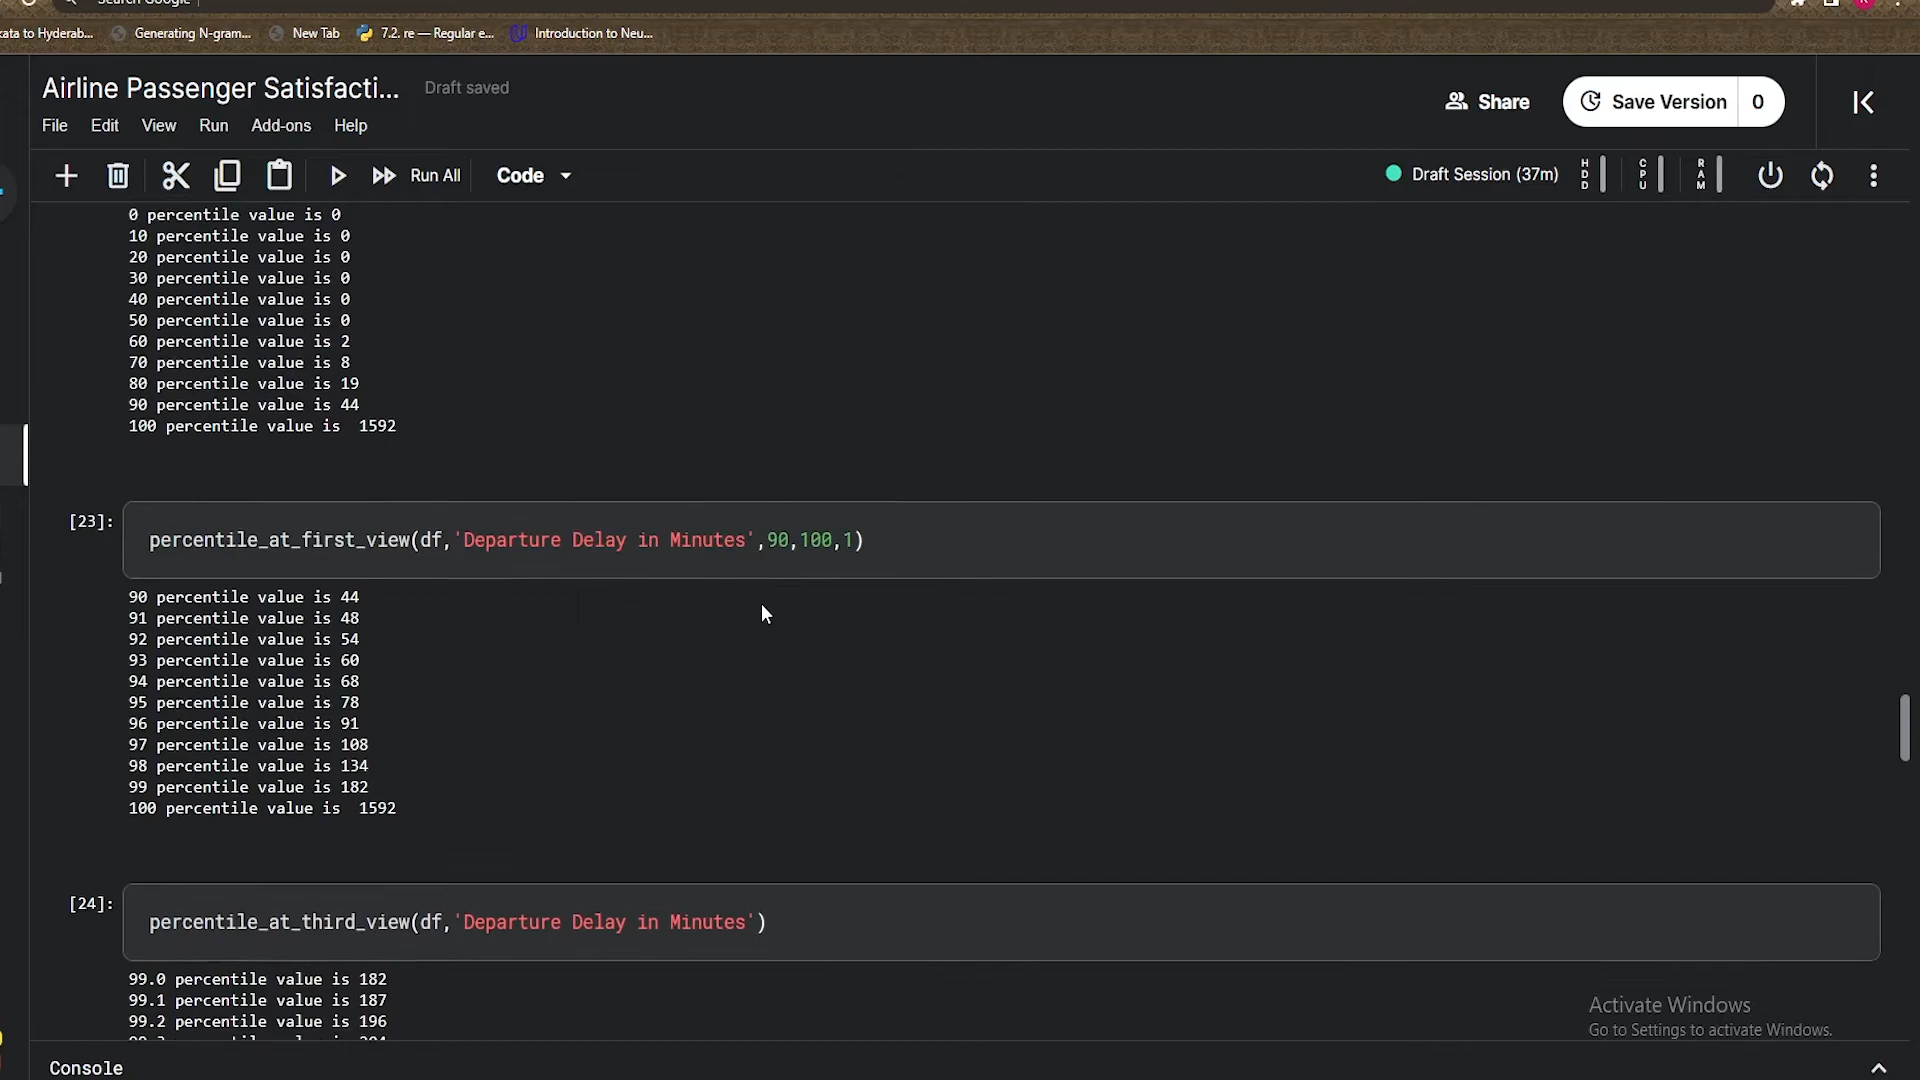 Search Google
kata to Hyderab...
Generating N-gram...
New Tab
7.2. re — Regular e...
Introduction to Neu...
Airline Passenger Satisfacti...
Draft saved
Share
Save Version
0
File
Edit
View
Run
Add-ons
Help
Run All
Code
Draft Session (37m)
HDD
CPU
RAM
0 percentile value is 0
10 percentile value is 0
20 percentile value is 0
30 percentile value is 0
40 percentile value is 0
50 percentile value is 0
60 percentile value is 2
70 percentile value is 8
80 percentile value is 19
90 percentile value is 44
100 percentile value is  1592
[23]:
percentile_at_first_view(df,'Departure Delay in Minutes',90,100,1)
90 percentile value is 44
91 percentile value is 48
92 percentile value is 54
93 percentile value is 60
94 percentile value is 68
95 percentile value is 78
96 percentile value is 91
97 percentile value is 108
98 percentile value is 134
99 percentile value is 182
100 percentile value is  1592
[24]:
percentile_at_third_view(df,'Departure Delay in Minutes')
99.0 percentile value is 182
99.1 percentile value is 187
99.2 percentile value is 196
Activate Windows
Go to Settings to activate Windows.
Console